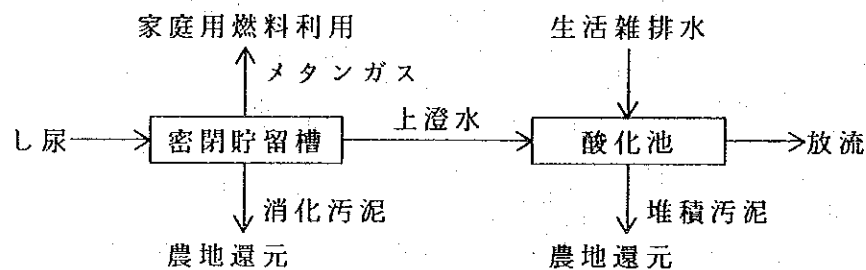 家庭用燃料利用
生活雑排水
メタンガス
し尿
密閉貯留槽
上澄水
酸化池
放流
消化汚泥
堆積汚泥
農地還元
農地還元